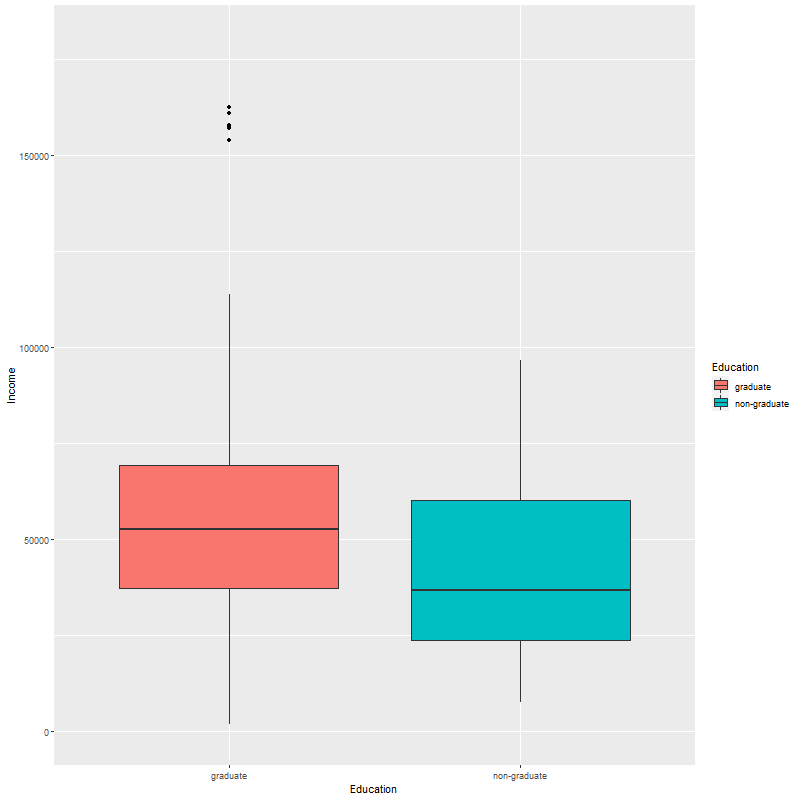 150000
100000
50000
0
Income
graduate
non-graduate
Education
Education
graduate
non-graduate